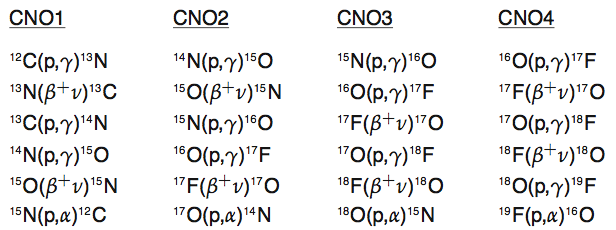 CNO1 CNO2 CNO3 CNO4
¹²C(p,γ)¹³N ¹⁴N(p,γ)¹⁵O ¹⁵N(p,γ)¹⁶O ¹⁶O(p,γ)¹⁷F
¹³N(β⁺ν)¹³C ¹⁵O(β⁺ν)¹⁵N ¹⁶O(p,γ)¹⁷F ¹⁷F(β⁺ν)¹⁷O
¹³C(p,γ)¹⁴N ¹⁵N(p,γ)¹⁶O ¹⁷F(β⁺ν)¹⁷O ¹⁷O(p,γ)¹⁸F
¹⁴N(p,γ)¹⁵O ¹⁶O(p,γ)¹⁷F ¹⁷O(p,γ)¹⁸F ¹⁸F(β⁺ν)¹⁸O
¹⁵O(β⁺ν)¹⁵N ¹⁷F(β⁺ν)¹⁷O ¹⁸F(β⁺ν)¹⁸O ¹⁸O(p,γ)¹⁹F
¹⁵N(p,α)¹²C ¹⁷O(p,α)¹⁴N ¹⁸O(p,α)¹⁵N ¹⁹F(p,α)¹⁶O